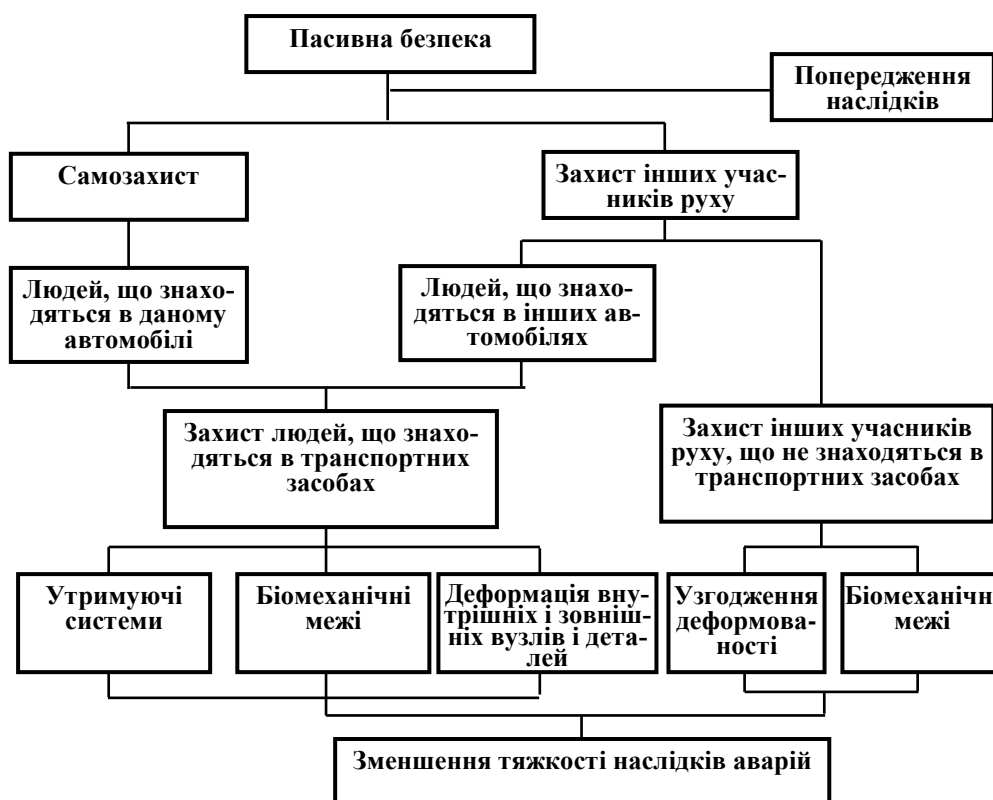 Пасивна безпека
Попередження
наслідків
Самозахист
Захист інших учас-
ників руху
Людей, що знахо-
дяться в даному
автомобілі
Людей, що знахо-
дяться в інших ав-
томобілях
Захист людей, що знахо-
дяться в транспортних
засобах
Захист інших учасників
руху, що не знаходяться в
транспортних засобах
Утримуючі
системи
Біомеханічні
межі
Деформація вну-
трішніх і зовніш-
ніх вузлів і дета-
лей
Узгодження
деформова-
ності
Біомеханічн
межі
Зменшення тяжкості наслідків аварій